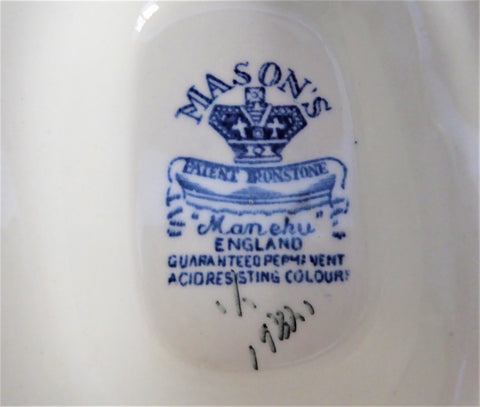 MASON'S
PATENT IRONSTONE
"Manchu"
ENGLAND
GUARANTEED PERMANENT
ACID RESISTING COLOURS